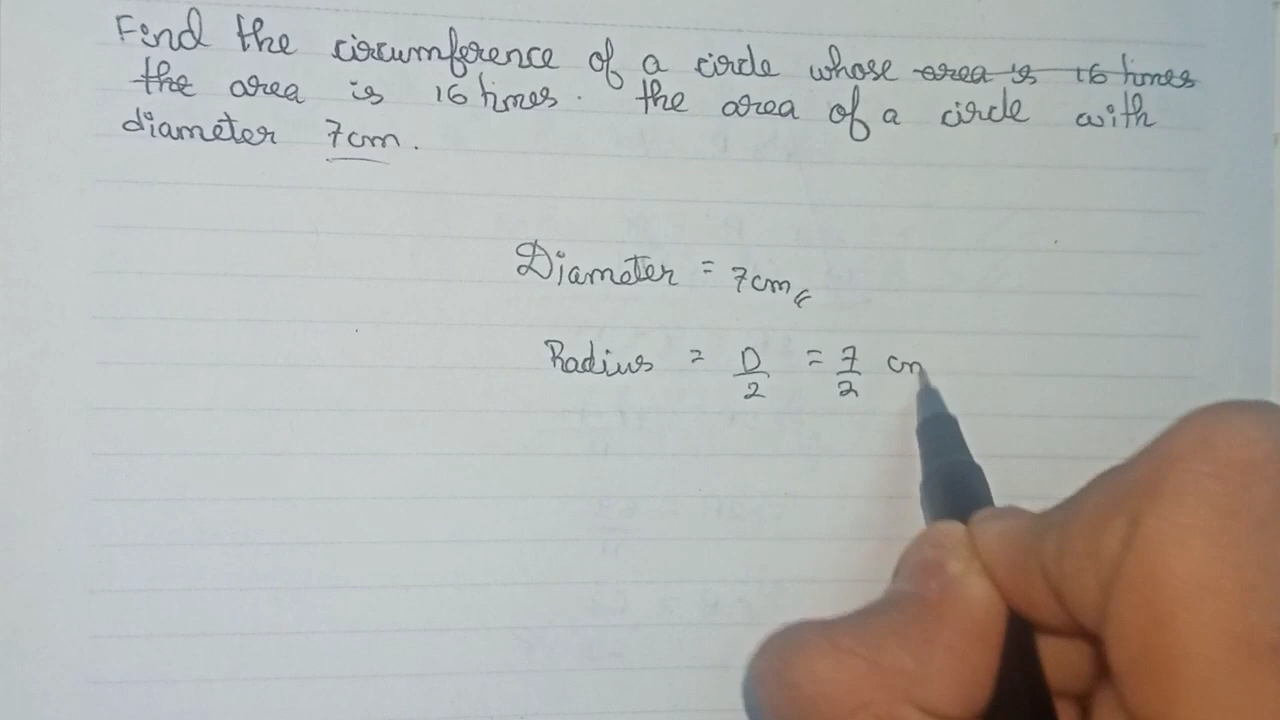 Find the circumference of a circle whose area is 16 times
the area is 16 times. the area of a circle with
diameter 7cm.
Diameter = 7cm
Radius = D/2 = 7/2 cm